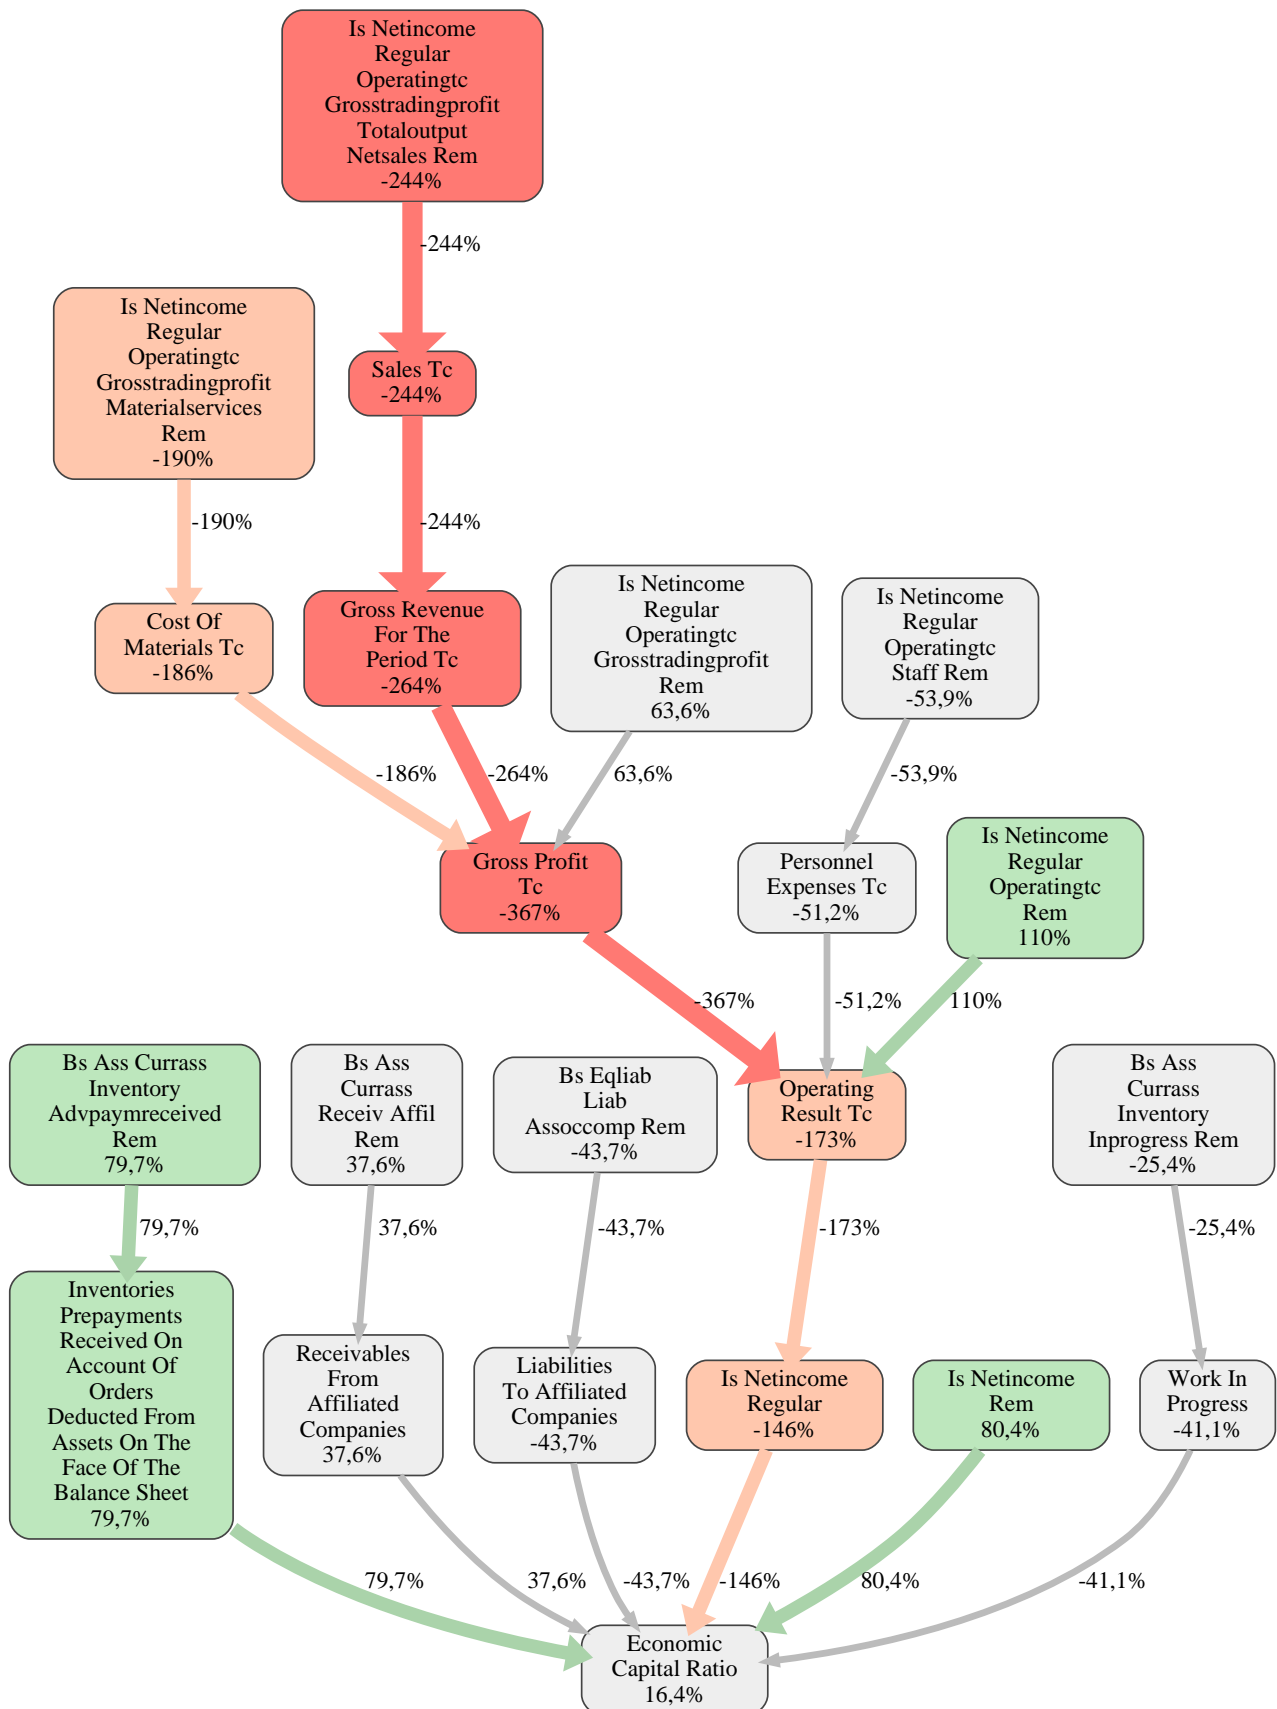 Is Netincome
Regular
Operatingtc
Grosstradingprofit
Totaloutput
Netsales Rem
-244%
-244%
Is Netincome
Regular
Operatingtc
Grosstradingprofit
Materialservices
Rem
-190%
Sales Tc
-244%
-190%
-244%
Cost Of
Materials Tc
-186%
Gross Revenue
For The
Period Tc
-264%
Is Netincome
Regular
Operatingtc
Grosstradingprofit
Rem
63,6%
Is Netincome
Regular
Operatingtc
Staff Rem
-53,9%
-186%
-264%
63,6%
-53,9%
Gross Profit
Tc
-367%
Personnel
Expenses Tc
-51,2%
Is Netincome
Regular
Operatingtc
Rem
110%
-367%
-51,2%
110%
Bs Ass Currass
Inventory
Advpaymreceived
Rem
79,7%
Bs Ass
Currass
Receiv Affil
Rem
37,6%
Bs Eqliab
Liab
Assoccomp Rem
-43,7%
Operating
Result Tc
-173%
Bs Ass
Currass
Inventory
Inprogress Rem
-25,4%
79,7%
37,6%
-43,7%
-173%
-25,4%
Inventories
Prepayments
Received On
Account Of
Orders
Deducted From
Assets On The
Face Of The
Balance Sheet
79,7%
Receivables
From
Affiliated
Companies
37,6%
Liabilities
To Affiliated
Companies
-43,7%
Is Netincome
Regular
-146%
Is Netincome
Rem
80,4%
Work In
Progress
-41,1%
79,7%
37,6%
-43,7%
-146%
80,4%
-41,1%
Economic
Capital Ratio
16,4%